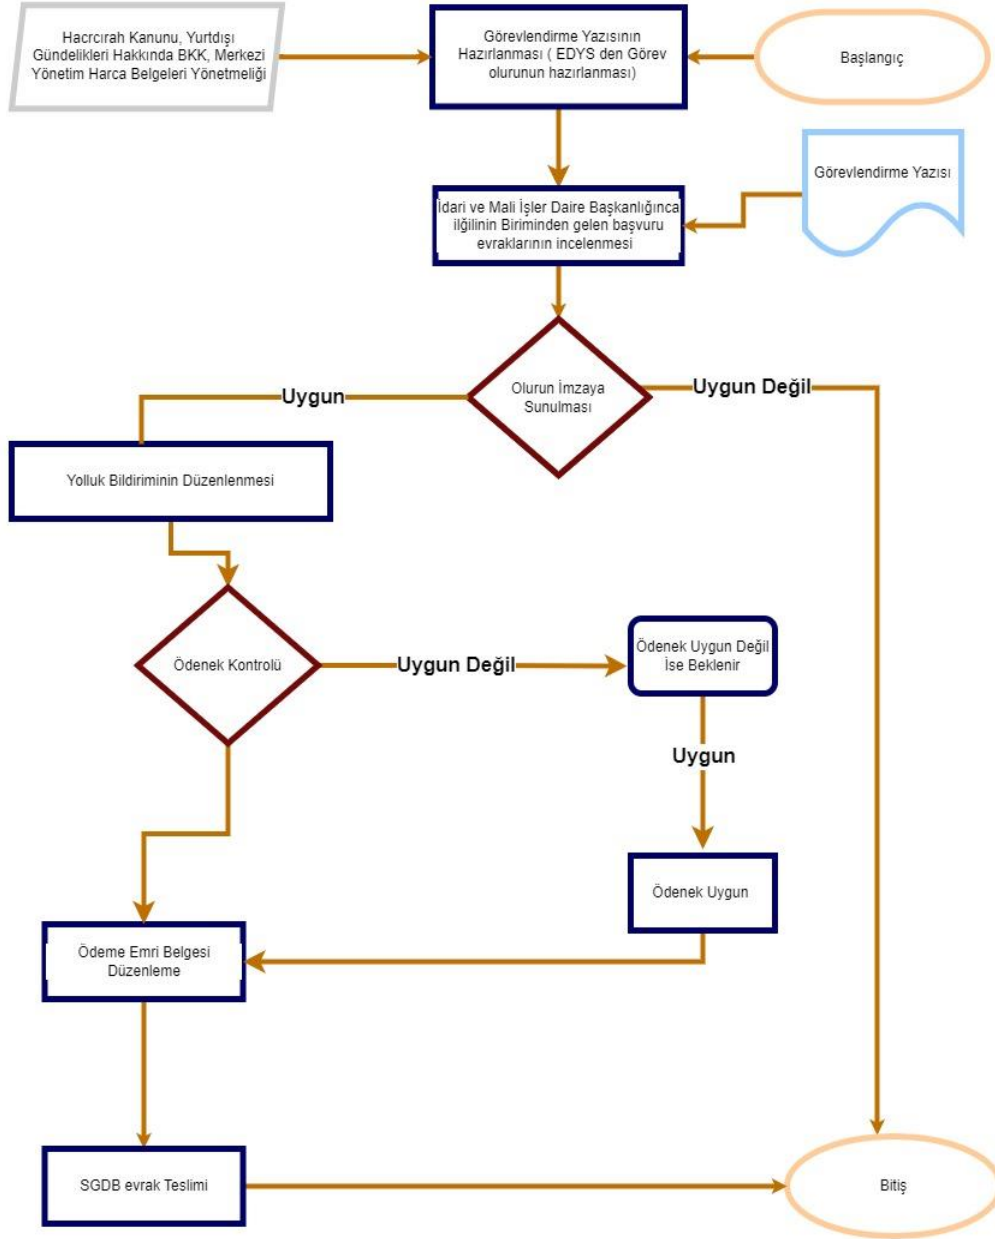 Hacrcırah Kanunu, Yurtdışı
Gündelikleri Hakkında BKK, Merkezi
Yönetim Harca Belgeleri Yönetmeliği
Görevlendirme Yazısının
Hazırlanması ( EDYS den Görev
olurunun hazırlanması)
Başlangıç
Görevlendirme Yazısı
İdari ve Mali İşler Daire Başkanlığınca
ilğilinin Biriminden gelen başvuru
evraklarının incelenmesi
Uygun
Olurun İmzaya
Sunulması
Uygun Değil
Yolluk Bildiriminin Düzenlenmesi
Ödenek Kontrolü
Uygun Değil
Ödenek Uygun Değil
İse Beklenir
Uygun
Ödenek Uygun
Ödeme Emri Belgesi
Düzenleme
SGDB evrak Teslimi
Bitiş